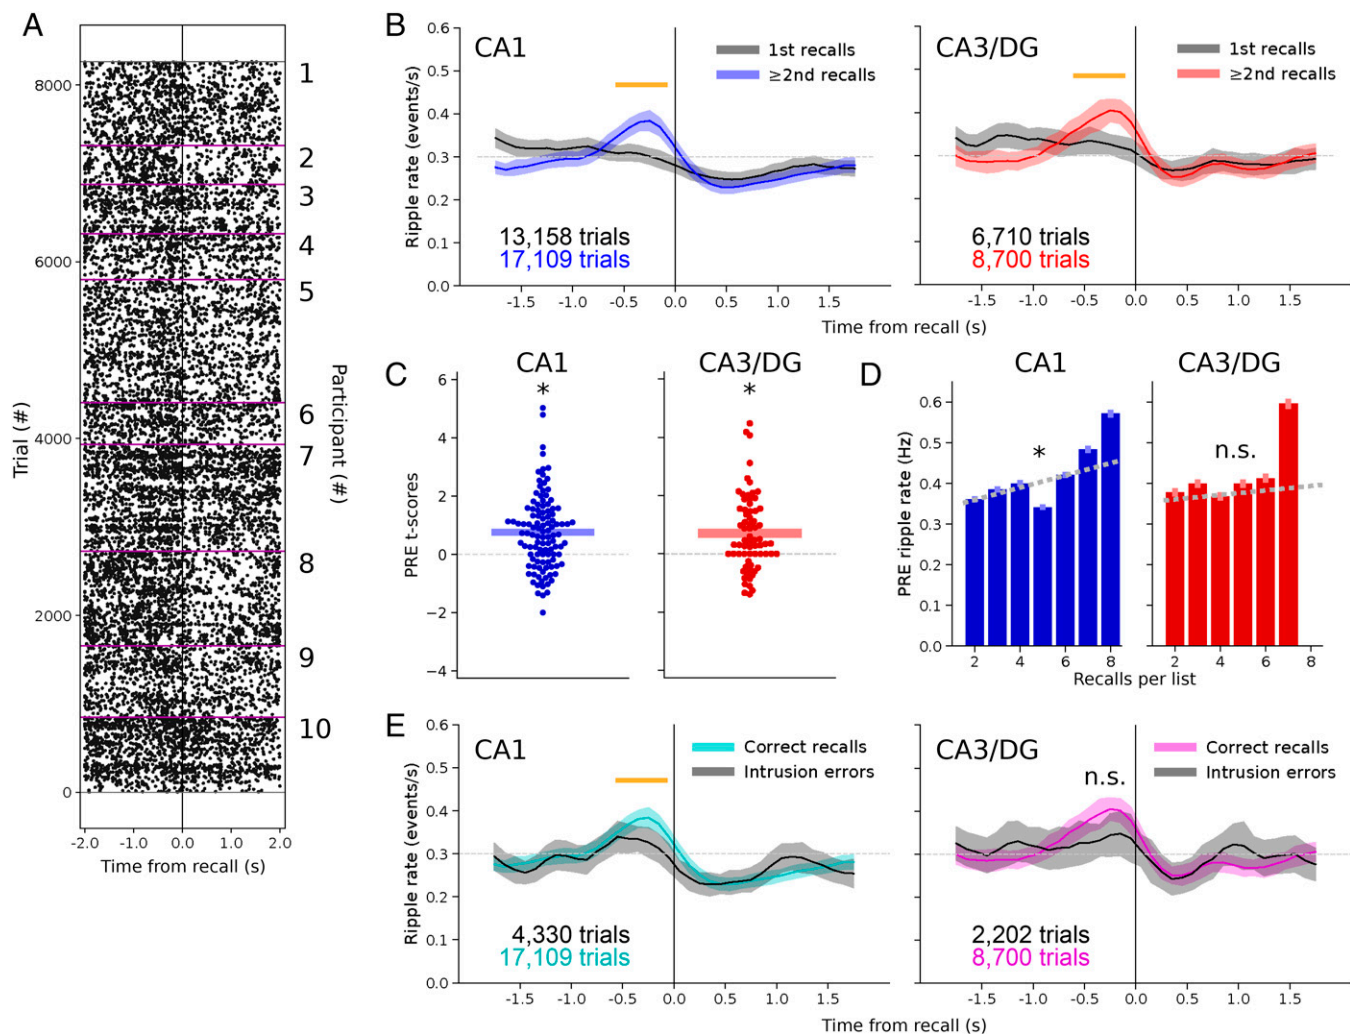 A
Trial (#)
8000
6000
4000
2000
0
1
2
3
4
5
6
7
8
9
10
Participant (#)
-2.0 -1.0 0.0 1.0 2.0
Time from recall (s)
B
CA1
1st recalls
≥2nd recalls
Ripple rate (events/s)
0.6
0.5
0.4
0.3
0.2
0.1
0.0
13,158 trials
17,109 trials
-1.5 -1.0 -0.5 0.0 0.5 1.0 1.5
CA3/DG
1st recalls
≥2nd recalls
6,710 trials
8,700 trials
-1.5 -1.0 -0.5 0.0 0.5 1.0 1.5
Time from recall (s)
C
CA1
CA3/DG
*
*
PRE t-scores
6
4
2
0
−2
−4
D
CA1
CA3/DG
PRE ripple rate (Hz)
0.6
0.5
0.4
0.3
0.2
0.1
0.0
*
n.s.
2 4 6 8
2 4 6 8
Recalls per list
E
CA1
Correct recalls
Intrusion errors
Ripple rate (events/s)
0.6
0.5
0.4
0.3
0.2
0.1
0.0
4,330 trials
17,109 trials
-1.5 -1.0 -0.5 0.0 0.5 1.0 1.5
CA3/DG
Correct recalls
Intrusion errors
n.s.
2,202 trials
8,700 trials
-1.5 -1.0 -0.5 0.0 0.5 1.0 1.5
Time from recall (s)